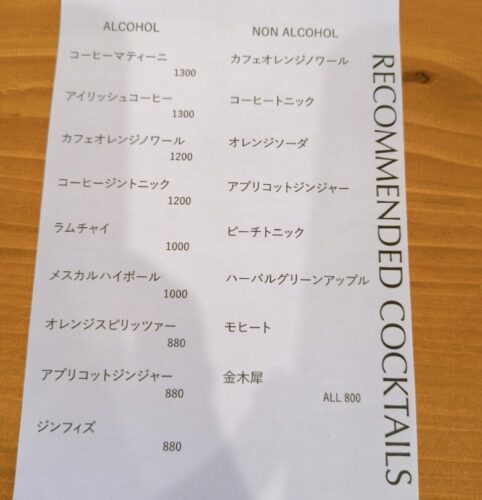 ALCOHOL
コーヒーマティーニ
1300
アイリッシュコーヒー
1300
カフェオレンジノワール
1200
コーヒージントニック
1200
ラムチャイ
1000
メスカルハイボール
1000
オレンジスピリッツァー
880
アプリコットジンジャー
880
ジンフィズ
880
NON ALCOHOL
カフェオレンジノワール
コーヒートニック
オレンジソーダ
アプリコットジンジャー
ピーチトニック
ハーバルグリーンアップル
モヒート
金木犀
ALL 800
RECOMMENDED COCKTAILS